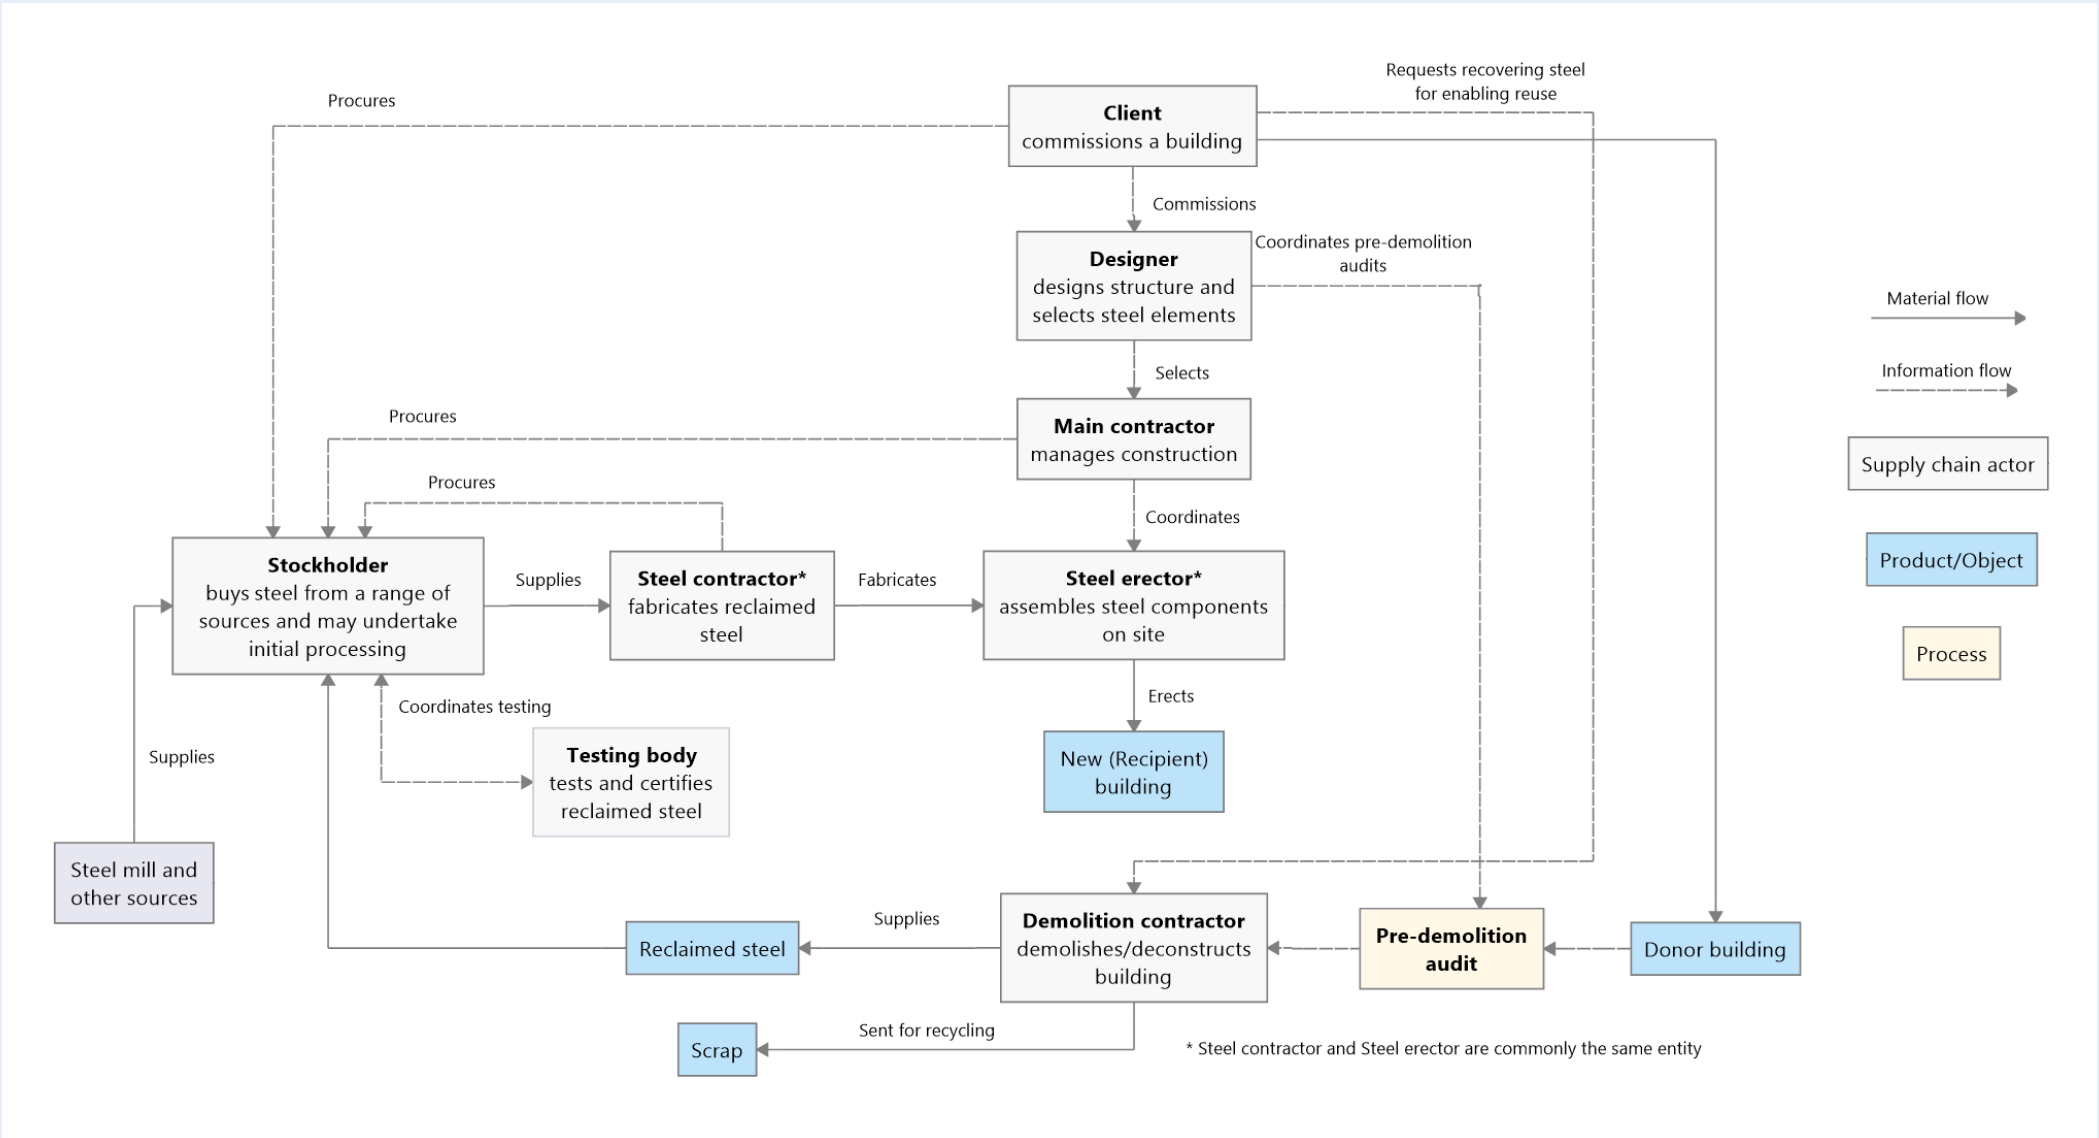 Requests recovering steel
for enabling reuse
Procures
Client
commissions a building
Commissions
Designer
designs structure and
selects steel elements
Coordinates pre-demolition
audits
Selects
Procures
Main contractor
manages construction
Procures
Coordinates
Stockholder
buys steel from a range of
sources and may undertake
initial processing
Supplies
Steel contractor*
fabricates reclaimed
steel
Fabricates
Steel erector*
assembles steel components
on site
Erects
Coordinates testing
Testing body
tests and certifies
reclaimed steel
New (Recipient)
building
Supplies
Steel mill and
other sources
Reclaimed steel
Supplies
Demolition contractor
demolishes/deconstructs
building
Pre-demolition
audit
Donor building
Scrap
Sent for recycling
* Steel contractor and Steel erector are commonly the same entity
Material flow
Information flow
Supply chain actor
Product/Object
Process